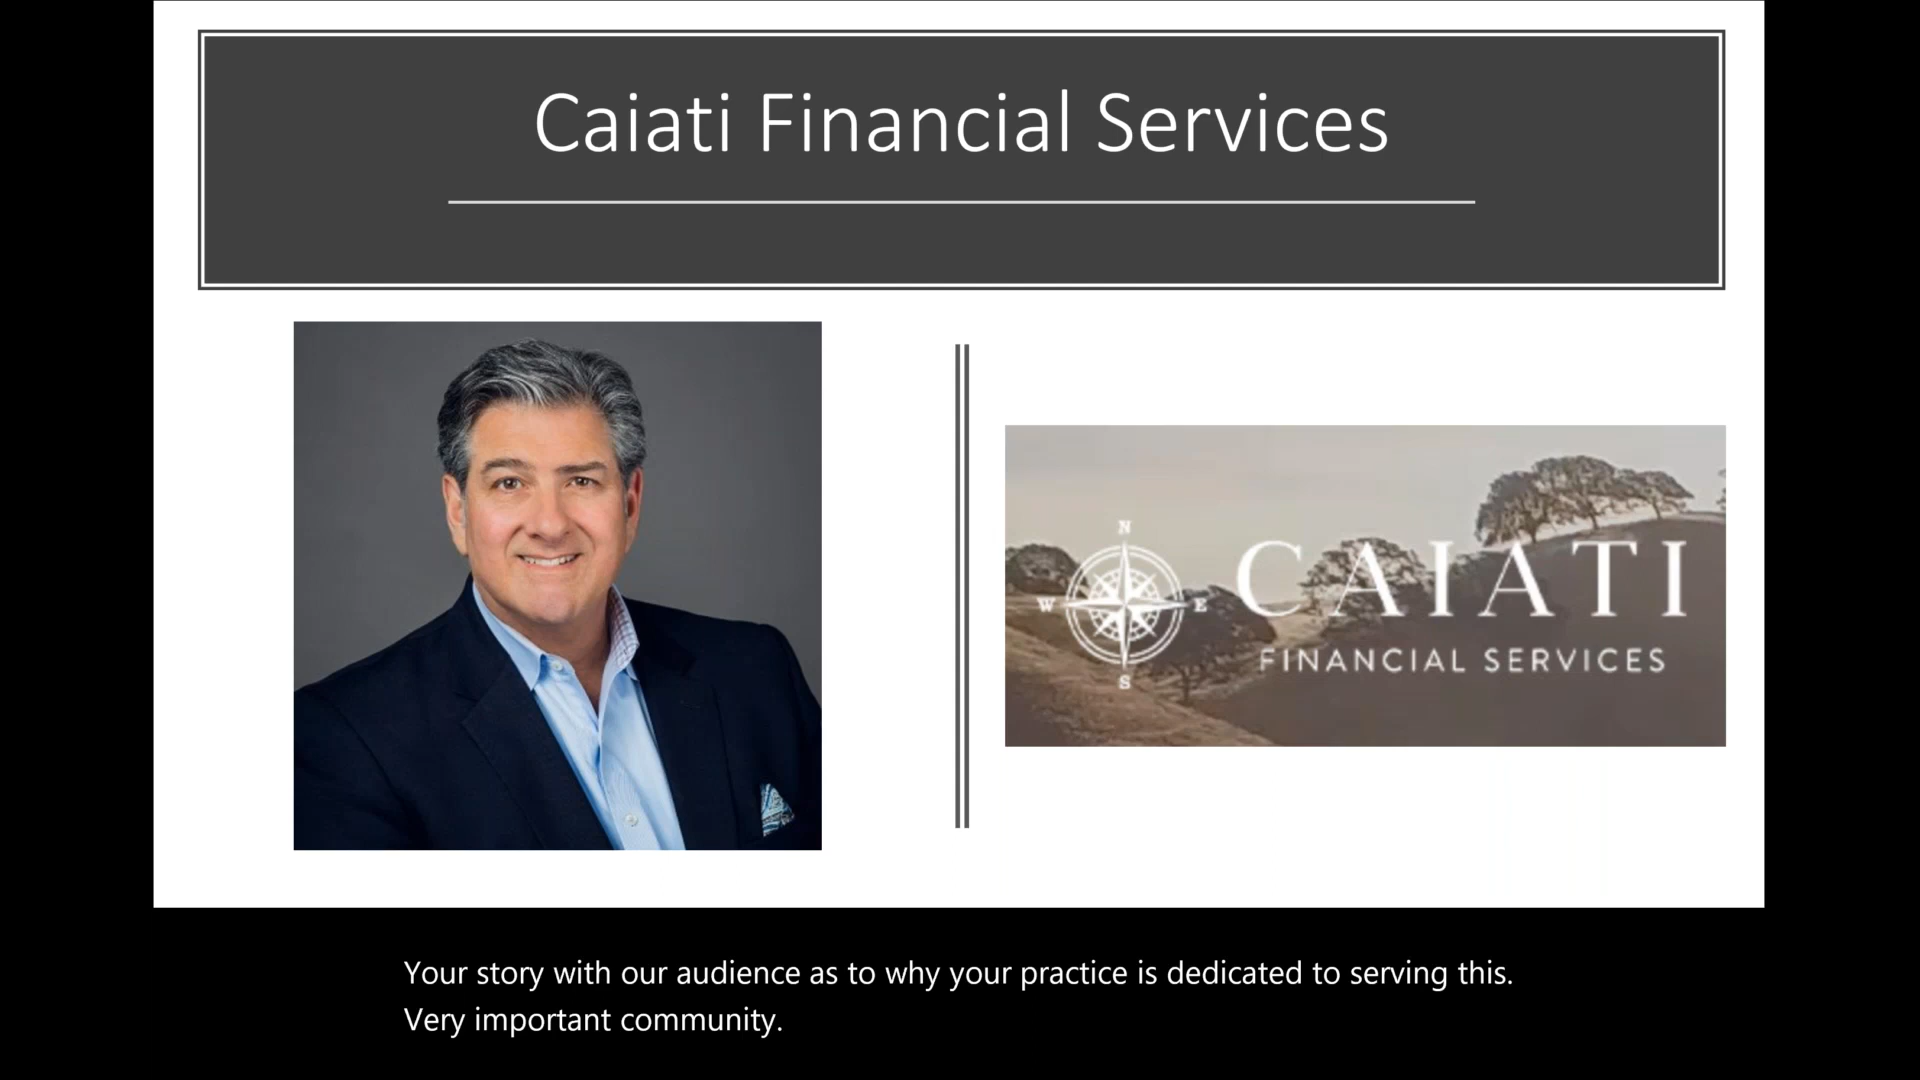 Caiati Financial Services
N
W E
CAIATI
FINANCIAL SERVICES
S
Your story with our audience as to why your practice is dedicated to serving this.
Very important community.